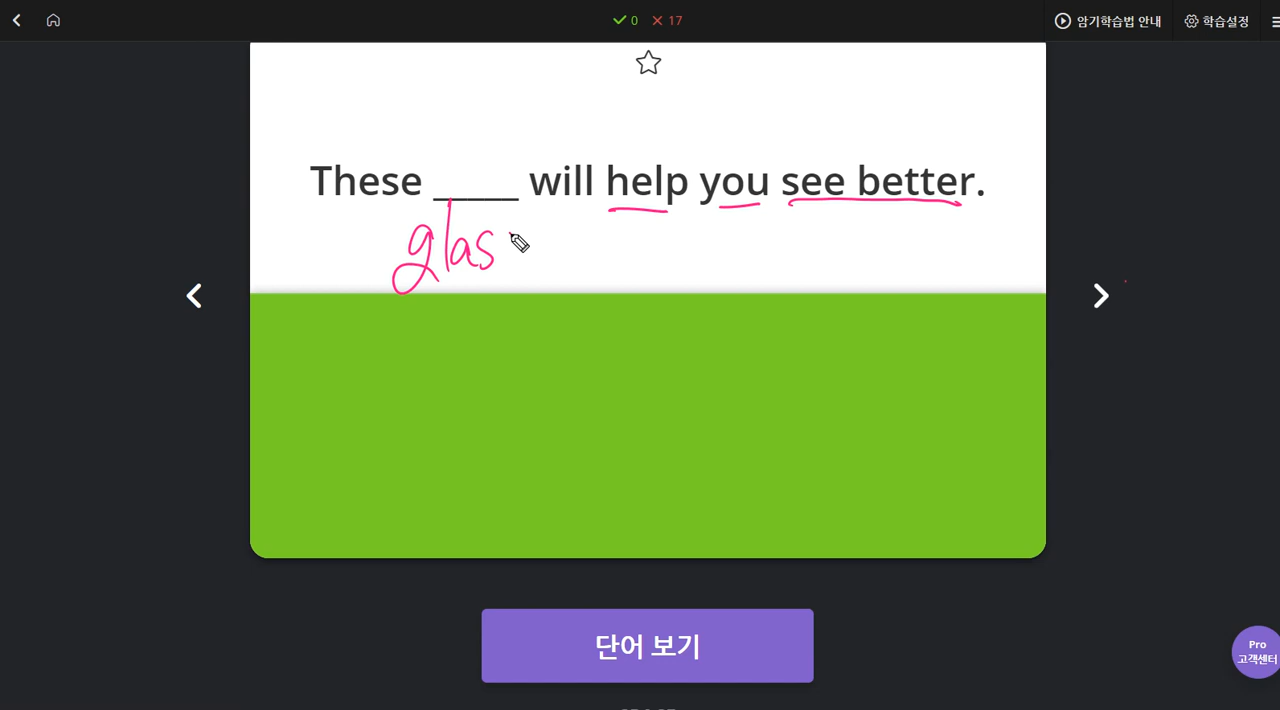 0 17 암기학습법 안내 학습설정
These ____ will help you see better.
glas
단어 보기
Pro
고객센터